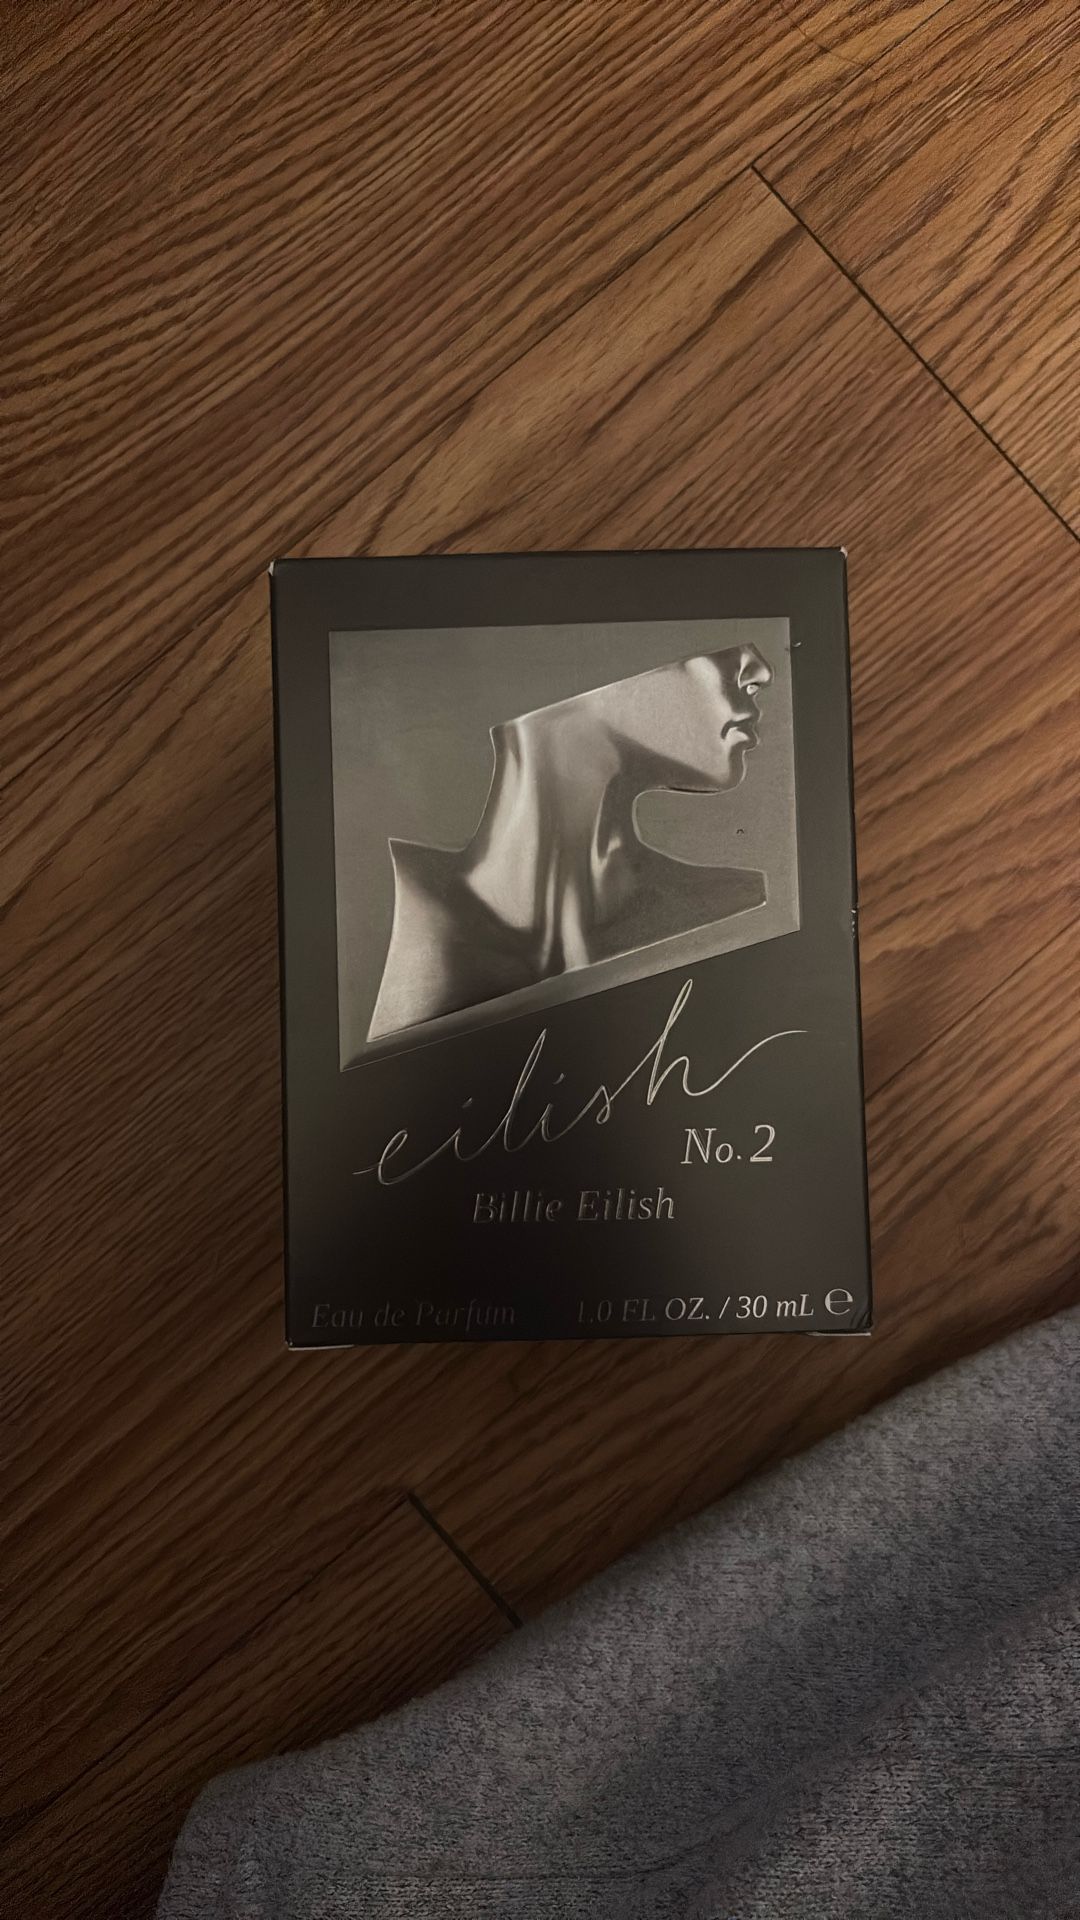 eilish
No. 2
Billie Eilish
Eau de Parfum 1.0 FL OZ. / 30 mL ℮